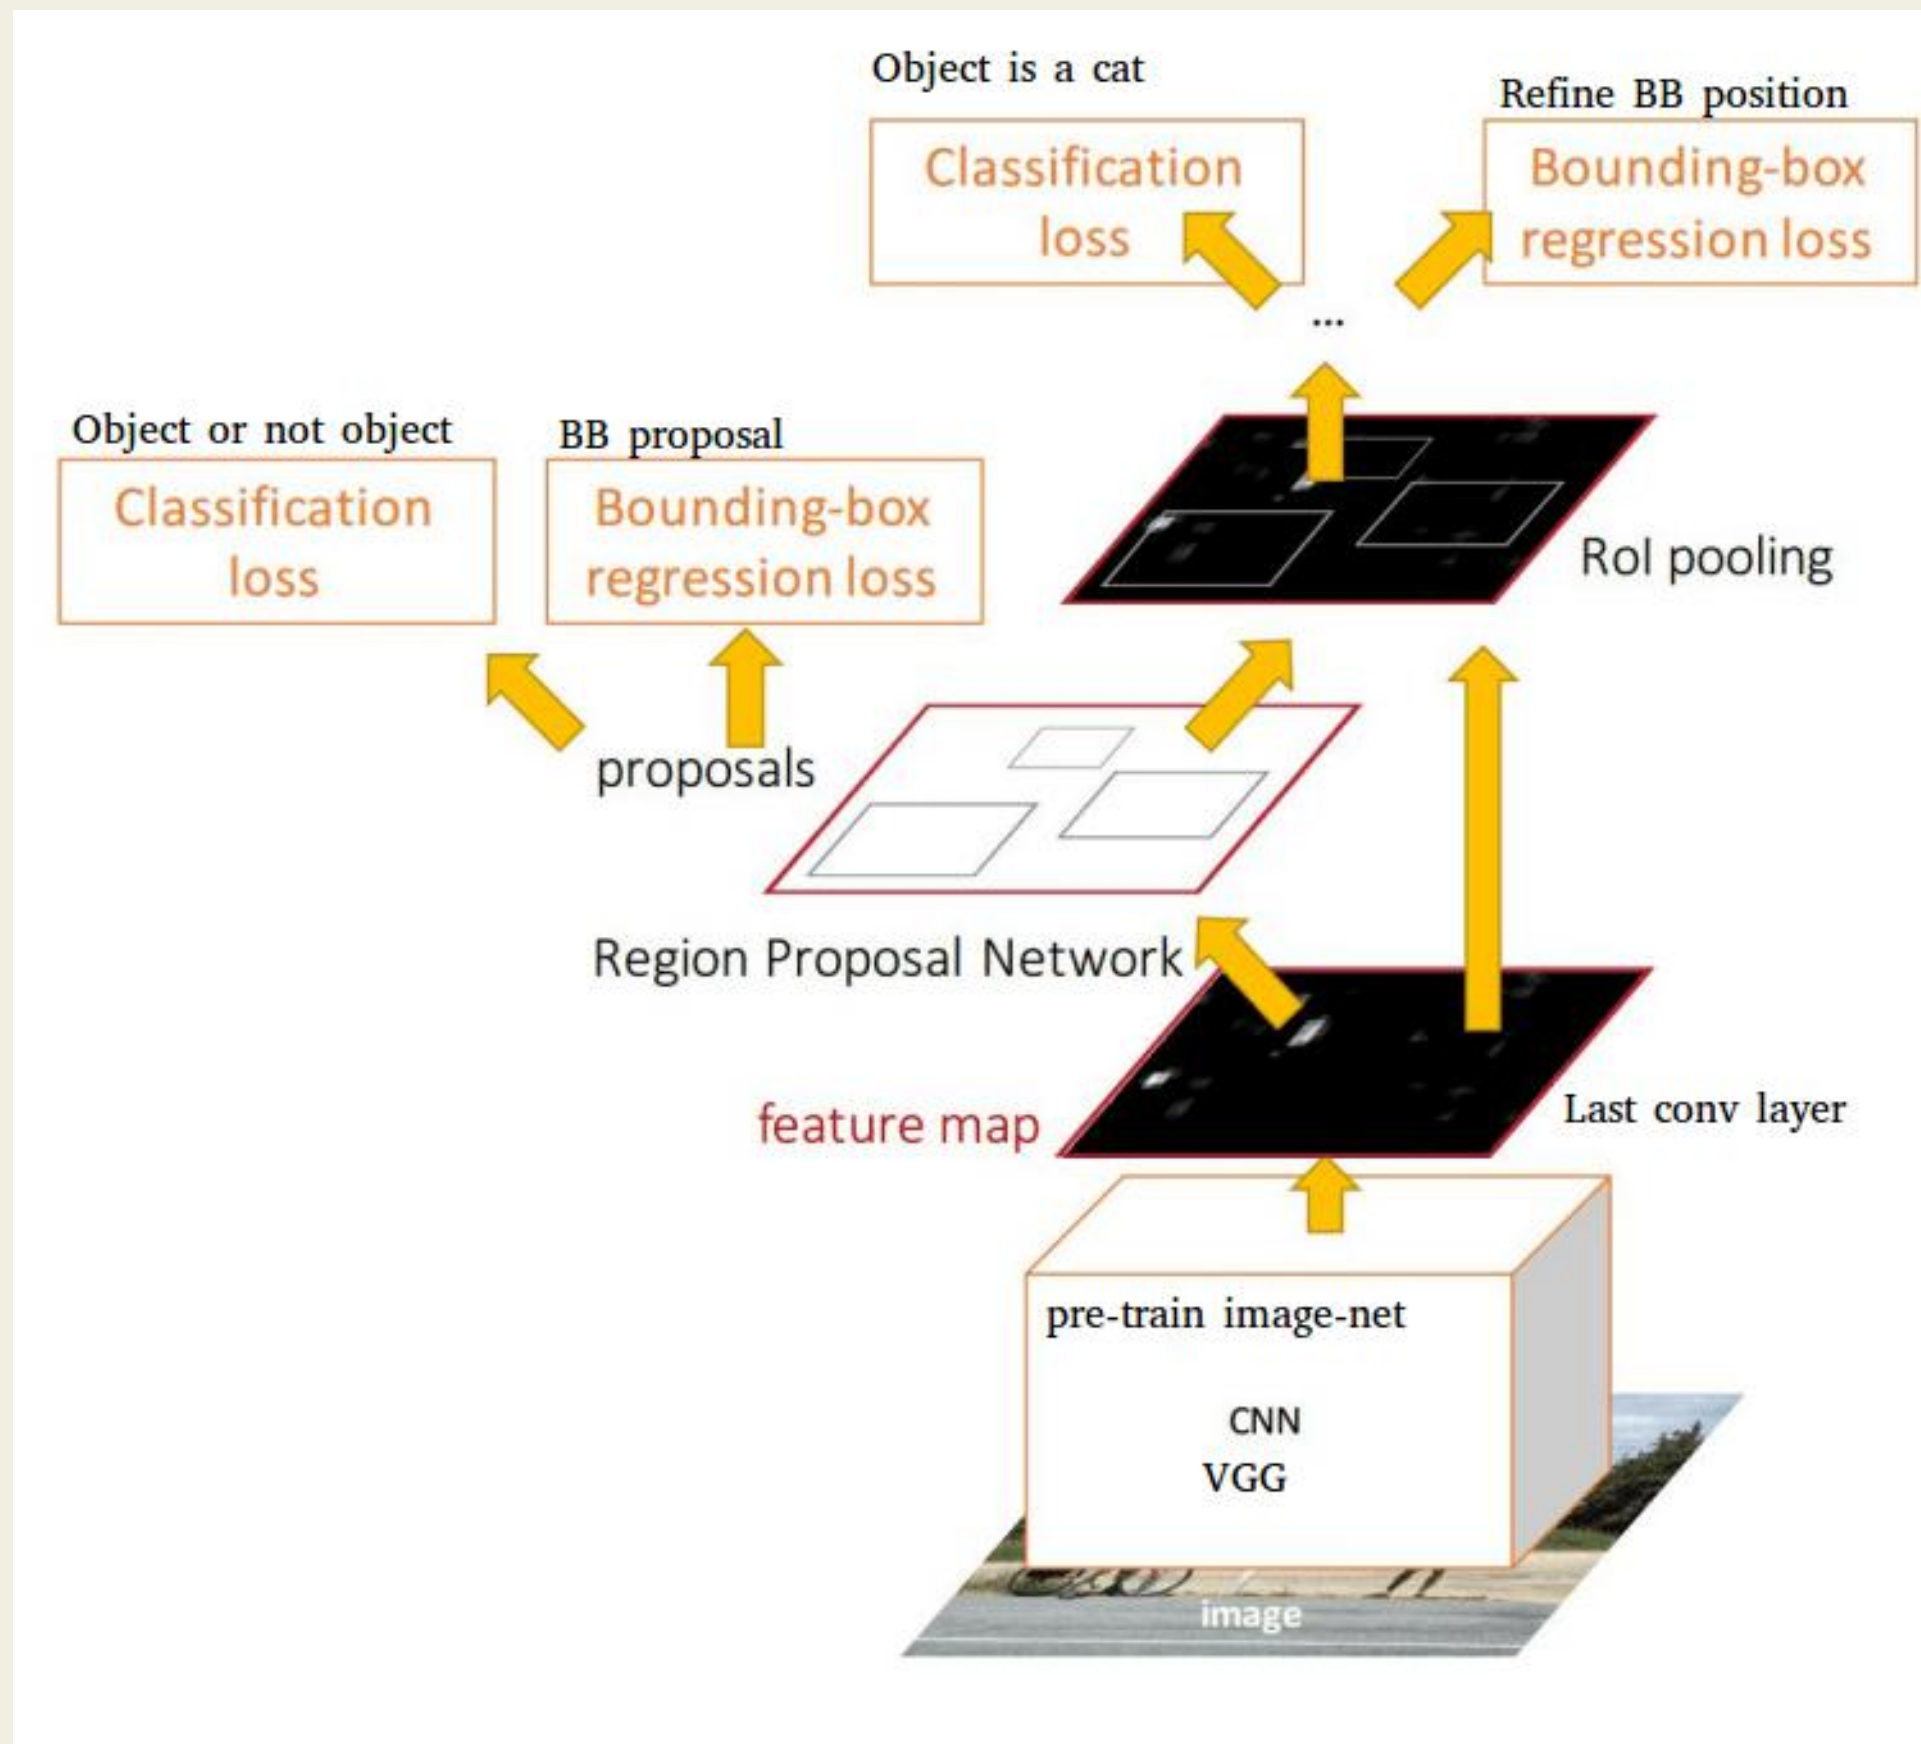 Object is a cat
Refine BB position
Classification
loss
Bounding-box
regression loss
...
Object or not object
BB proposal
Classification
loss
Bounding-box
regression loss
RoI pooling
proposals
Region Proposal Network
feature map
Last conv layer
pre-train image-net
CNN
VGG
image